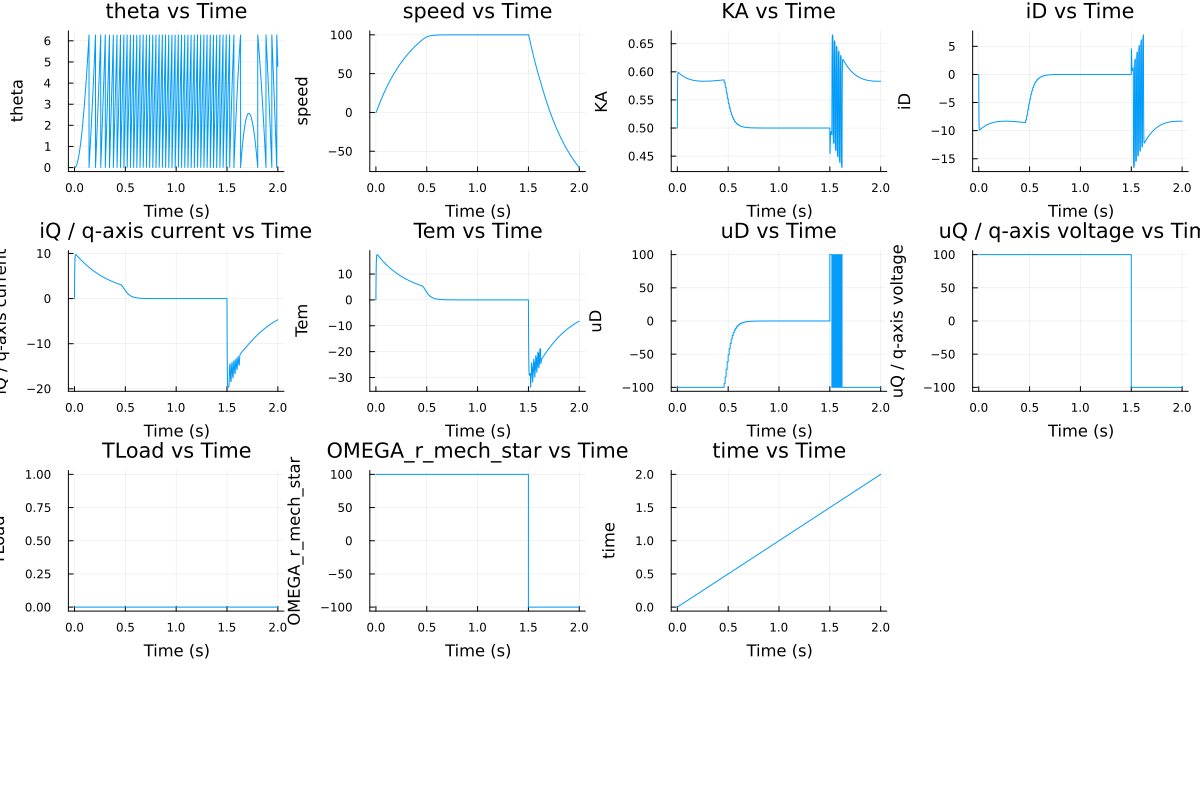 theta vs Time
speed vs Time
KA vs Time
iD vs Time
theta
6
5
4
3
2
1
0
0.0 0.5 1.0 1.5 2.0
Time (s)
speed
100
50
0
−50
0.0 0.5 1.0 1.5 2.0
Time (s)
KA
0.65
0.60
0.55
0.50
0.45
0.0 0.5 1.0 1.5 2.0
Time (s)
iD
5
0
−5
−10
−15
0.0 0.5 1.0 1.5 2.0
Time (s)
iQ / q-axis current vs Time
Tem vs Time
uD vs Time
uQ / q-axis voltage vs Tim
iQ / q-axis current
10
0
−10
−20
0.0 0.5 1.0 1.5 2.0
Time (s)
Tem
10
0
−10
−20
−30
0.0 0.5 1.0 1.5 2.0
Time (s)
uD
100
50
0
−50
−100
0.0 0.5 1.0 1.5 2.0
Time (s)
uQ / q-axis voltage
100
50
0
−50
−100
0.0 0.5 1.0 1.5 2.0
Time (s)
TLoad vs Time
OMEGA_r_mech_star vs Time
time vs Time
TLoad
1.00
0.75
0.50
0.25
0.00
0.0 0.5 1.0 1.5 2.0
Time (s)
OMEGA_r_mech_star
100
50
0
−50
−100
0.0 0.5 1.0 1.5 2.0
Time (s)
time
2.0
1.5
1.0
0.5
0.0
0.0 0.5 1.0 1.5 2.0
Time (s)